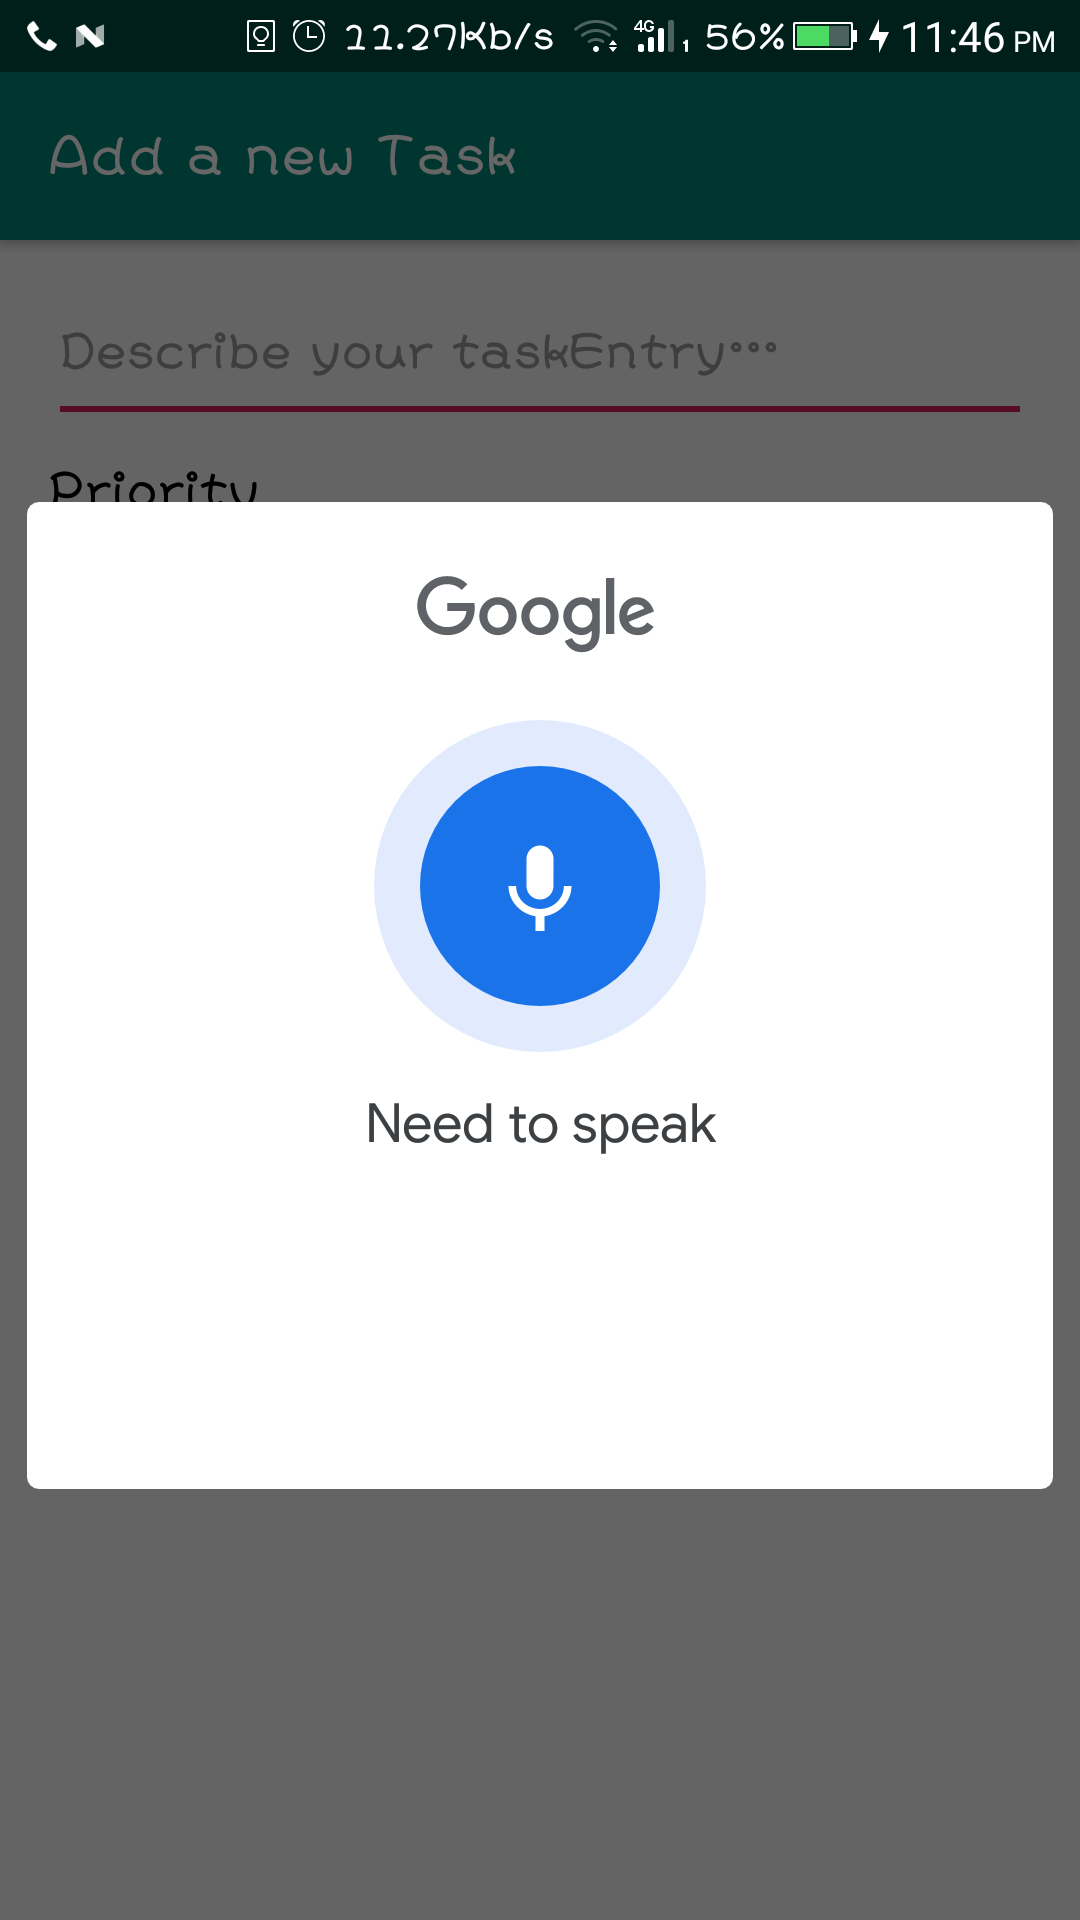 11.27Kb/s 4G 1 56% 11:46 PM
Add a new Task
Describe your taskEntry...
Priority
Google
Need to speak